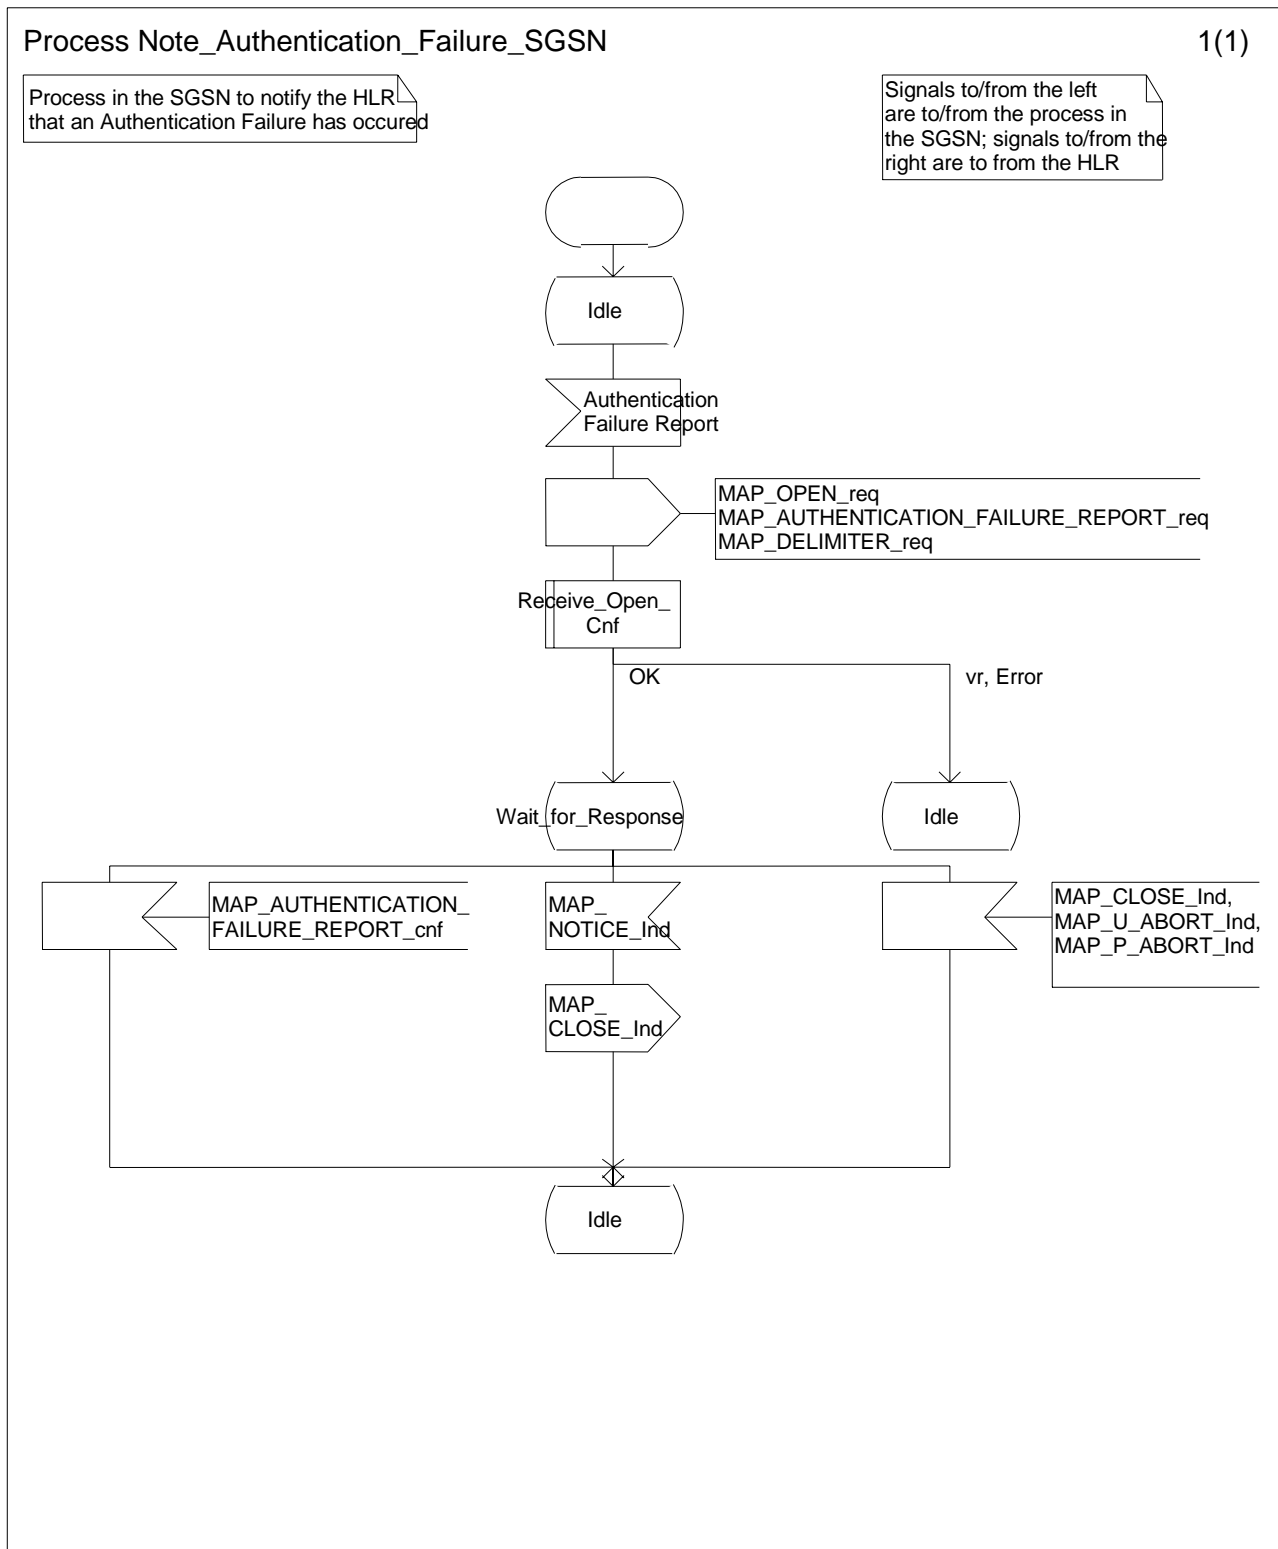 Process Note_Authentication_Failure_SGSN
1(1)
Process in the SGSN to notify the HLR
that an Authentication Failure has occured
Signals to/from the left
are to/from the process in
the SGSN; signals to/from the
right are to from the HLR
Idle
Authentication
Failure Report
MAP_OPEN_req
MAP_AUTHENTICATION_FAILURE_REPORT_req
MAP_DELIMITER_req
Receive_Open_
Cnf
OK
vr, Error
Wait_for_Response
Idle
MAP_AUTHENTICATION_
FAILURE_REPORT_cnf
MAP_
NOTICE_Ind
MAP_CLOSE_Ind,
MAP_U_ABORT_Ind,
MAP_P_ABORT_Ind
MAP_
CLOSE_Ind
Idle